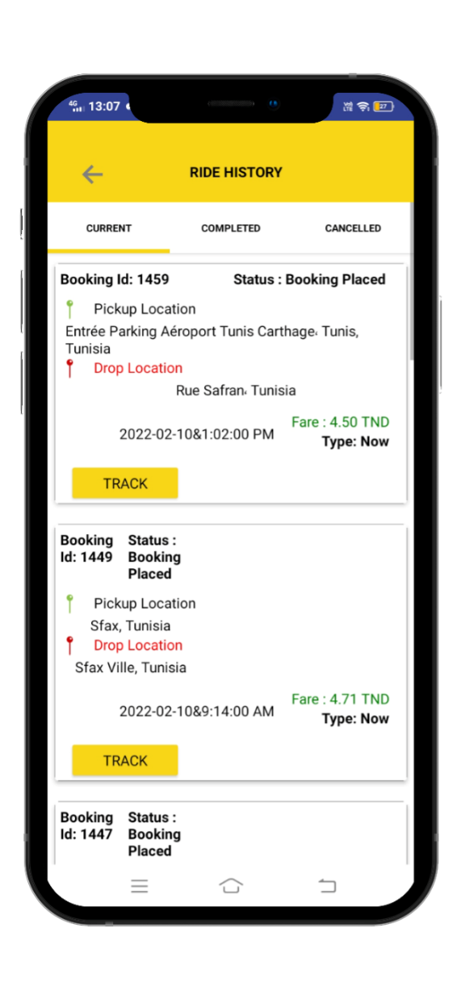 4G 13:07 Vo) LTE 27
RIDE HISTORY
CURRENT COMPLETED CANCELLED
Booking Id: 1459 Status : Booking Placed
Pickup Location
Entrée Parking Aéroport Tunis Carthage، Tunis,
Tunisia
Drop Location
Rue Safran، Tunisia
Fare : 4.50 TND
2022-02-10&1:02:00 PM
Type: Now
TRACK
Booking Status :
Id: 1449 Booking
Placed
Pickup Location
Sfax, Tunisia
Drop Location
Sfax Ville, Tunisia
Fare : 4.71 TND
2022-02-10&9:14:00 AM
Type: Now
TRACK
Booking Status :
Id: 1447 Booking
Placed